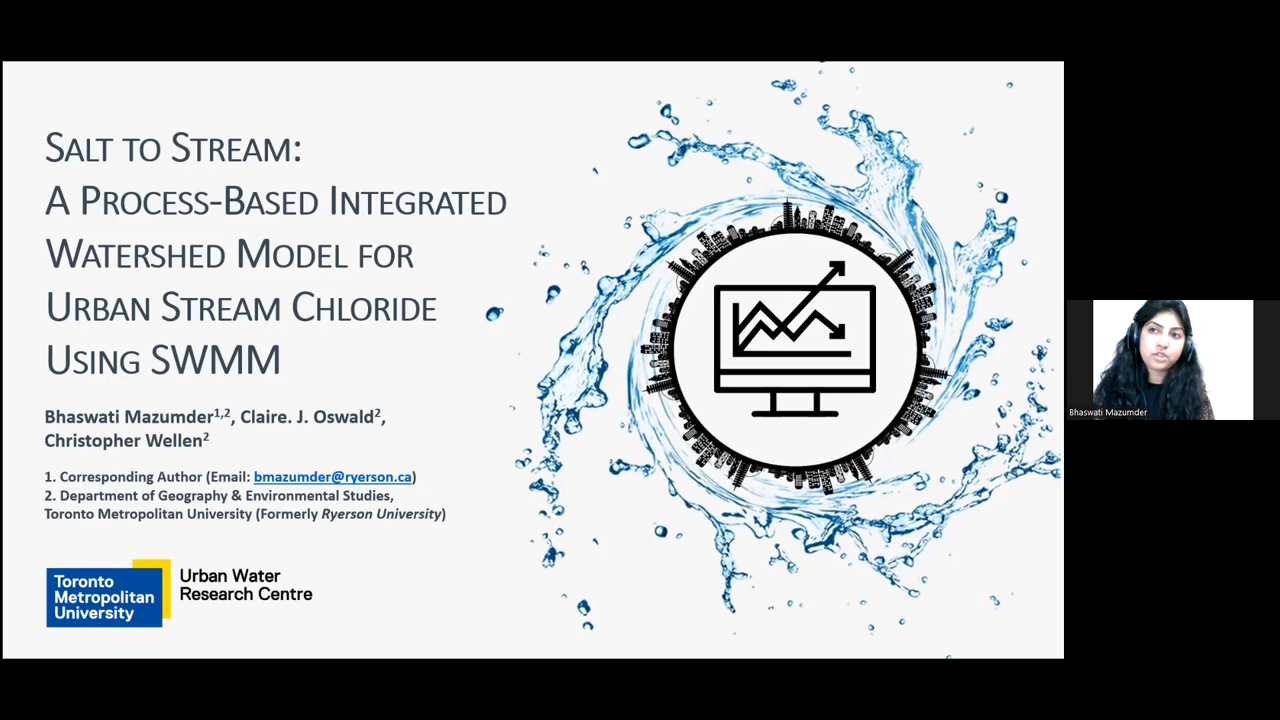 SALT TO STREAM:
A PROCESS-BASED INTEGRATED
WATERSHED MODEL FOR
URBAN STREAM CHLORIDE
USING SWMM
Bhaswati Mazumder1,2, Claire. J. Oswald2,
Christopher Wellen2
1. Corresponding Author (Email: bmazumder@ryerson.ca)
2. Department of Geography & Environmental Studies,
Toronto Metropolitan University (Formerly Ryerson University)
Toronto
Metropolitan
University
Urban Water
Research Centre
Bhaswati Mazumder